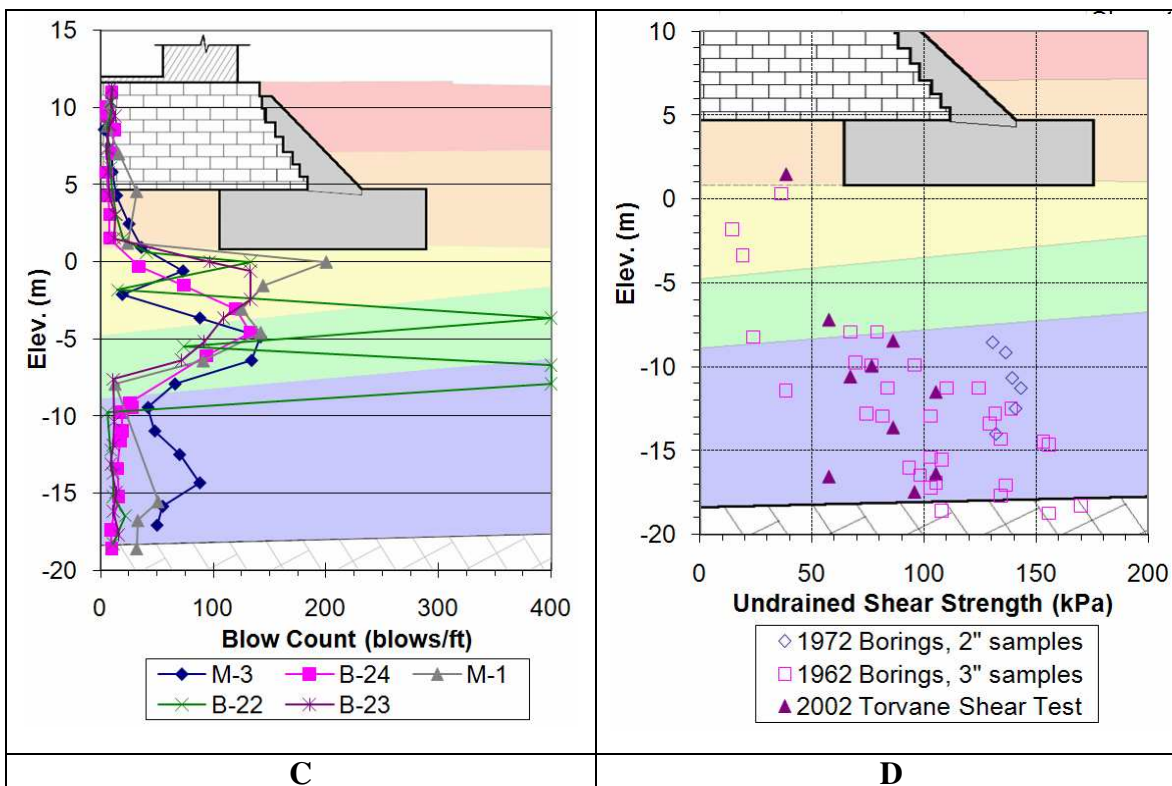 15
10
5
0
-5
-10
-15
-20
Elev. (m)
0 100 200 300 400
Blow Count (blows/ft)
M-3 B-24 M-1
B-22 B-23
C
10
5
0
-5
-10
-15
-20
Elev. (m)
0 50 100 150 200
Undrained Shear Strength (kPa)
1972 Borings, 2" samples
1962 Borings, 3" samples
2002 Torvane Shear Test
D